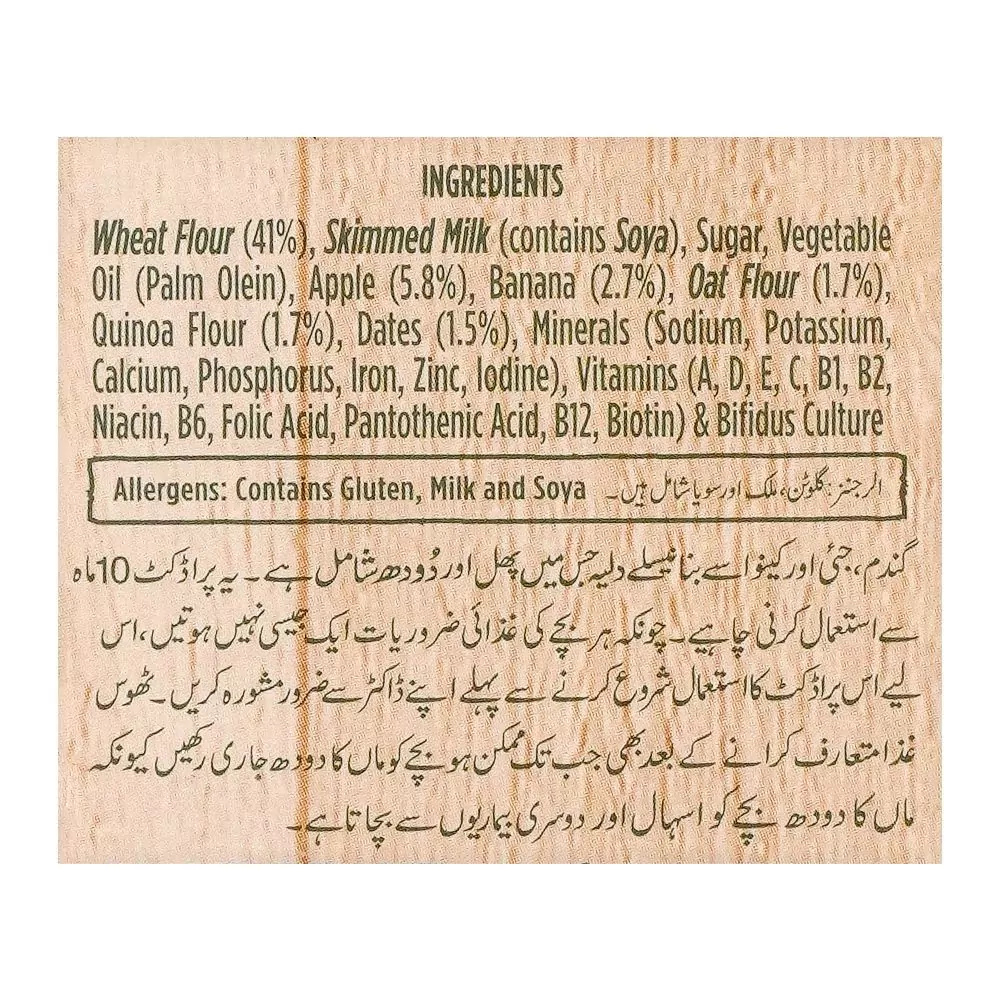 INGREDIENTS
Wheat Flour (41%), Skimmed Milk (contains Soya), Sugar, Vegetable
Oil (Palm Olein), Apple (5.8%), Banana (2.7%), Oat Flour (1.7%),
Quinoa Flour (1.7%), Dates (1.5%), Minerals (Sodium, Potassium,
Calcium, Phosphorus, Iron, Zinc, Iodine), Vitamins (A, D, E, C, B1, B2,
Niacin, B6, Folic Acid, Pantothenic Acid, B12, Biotin) & Bifidus Culture
Allergens: Contains Gluten, Milk and Soya الرجنز: گلوٹن، ملک اور سویا شامل ہیں۔
گندم، جئی اور کینوا سے بنا نیسلے دلیہ جس میں پھل اور دُودھ شامل ہے۔ یہ پراڈکٹ 10 ماہ
سے استعمال کرنی چاہیے۔ چونکہ ہر بچے کی غذائی ضروریات ایک جیسی نہیں ہوتیں، اس
لیے اس پراڈکٹ کا استعمال شروع کرنے سے پہلے اپنے ڈاکٹر سے ضرور مشورہ کریں۔ ٹھوس
غذا متعارف کرانے کے بعد بھی جب تک ممکن ہو بچے کو ماں کا دودھ جاری رکھیں کیونکہ
ماں کا دودھ بچے کو اسہال اور دوسری بیماریوں سے بچاتا ہے۔